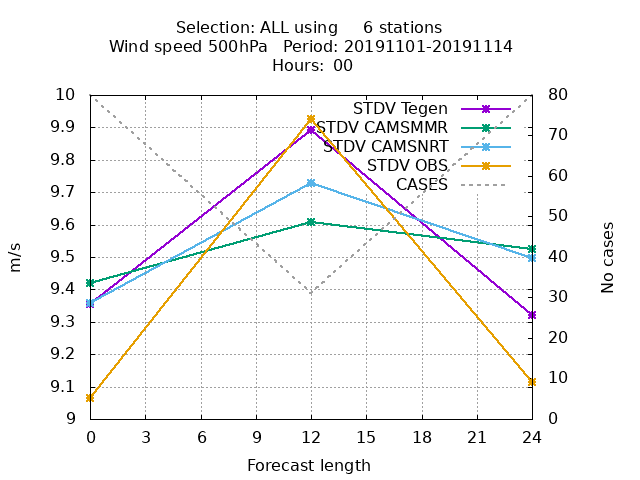 Selection: ALL using     6 stations
Wind speed 500hPa   Period: 20191101-20191114
Hours:  00
10
9.9
9.8
9.7
9.6
9.5
9.4
9.3
9.2
9.1
9
80
70
60
50
40
30
20
10
0
0 3 6 9 12 15 18 21 24
m/s
No cases
Forecast length
STDV Tegen
STDV CAMSMMR
STDV CAMSNRT
STDV OBS
CASES